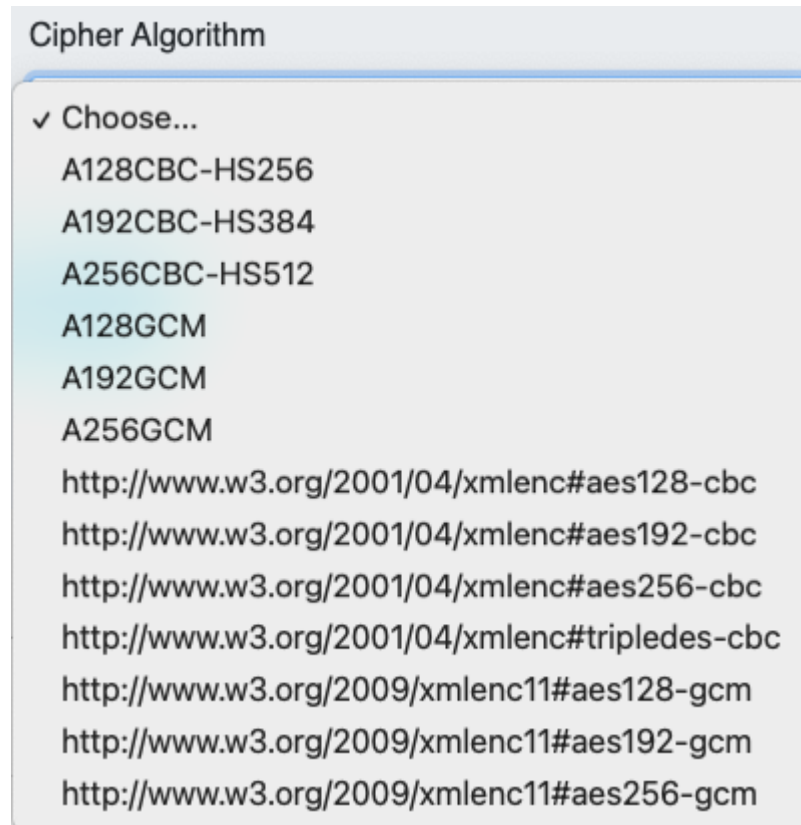 Cipher Algorithm
✓ Choose...
A128CBC-HS256
A192CBC-HS384
A256CBC-HS512
A128GCM
A192GCM
A256GCM
http://www.w3.org/2001/04/xmlenc#aes128-cbc
http://www.w3.org/2001/04/xmlenc#aes192-cbc
http://www.w3.org/2001/04/xmlenc#aes256-cbc
http://www.w3.org/2001/04/xmlenc#tripledes-cbc
http://www.w3.org/2009/xmlenc11#aes128-gcm
http://www.w3.org/2009/xmlenc11#aes192-gcm
http://www.w3.org/2009/xmlenc11#aes256-gcm